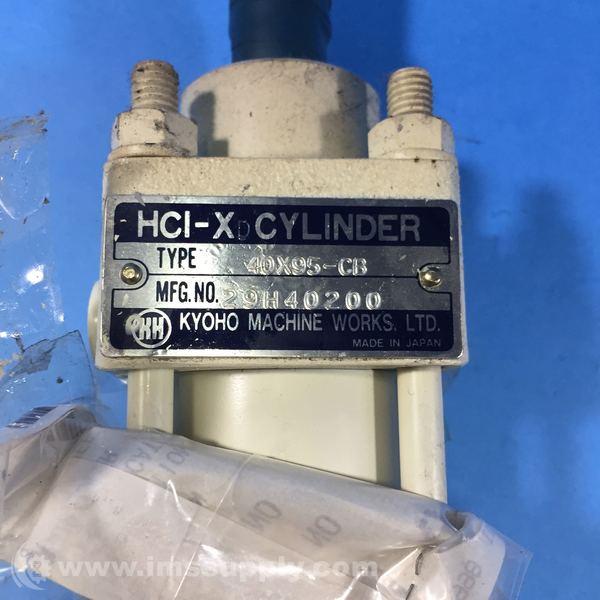 HCI-XD CYLINDER
TYPE 40X95-CB
MFG.NO. 29H40200
KH KYOHO MACHINE WORKS. LTD.
MADE IN JAPAN
www.imssupply.com